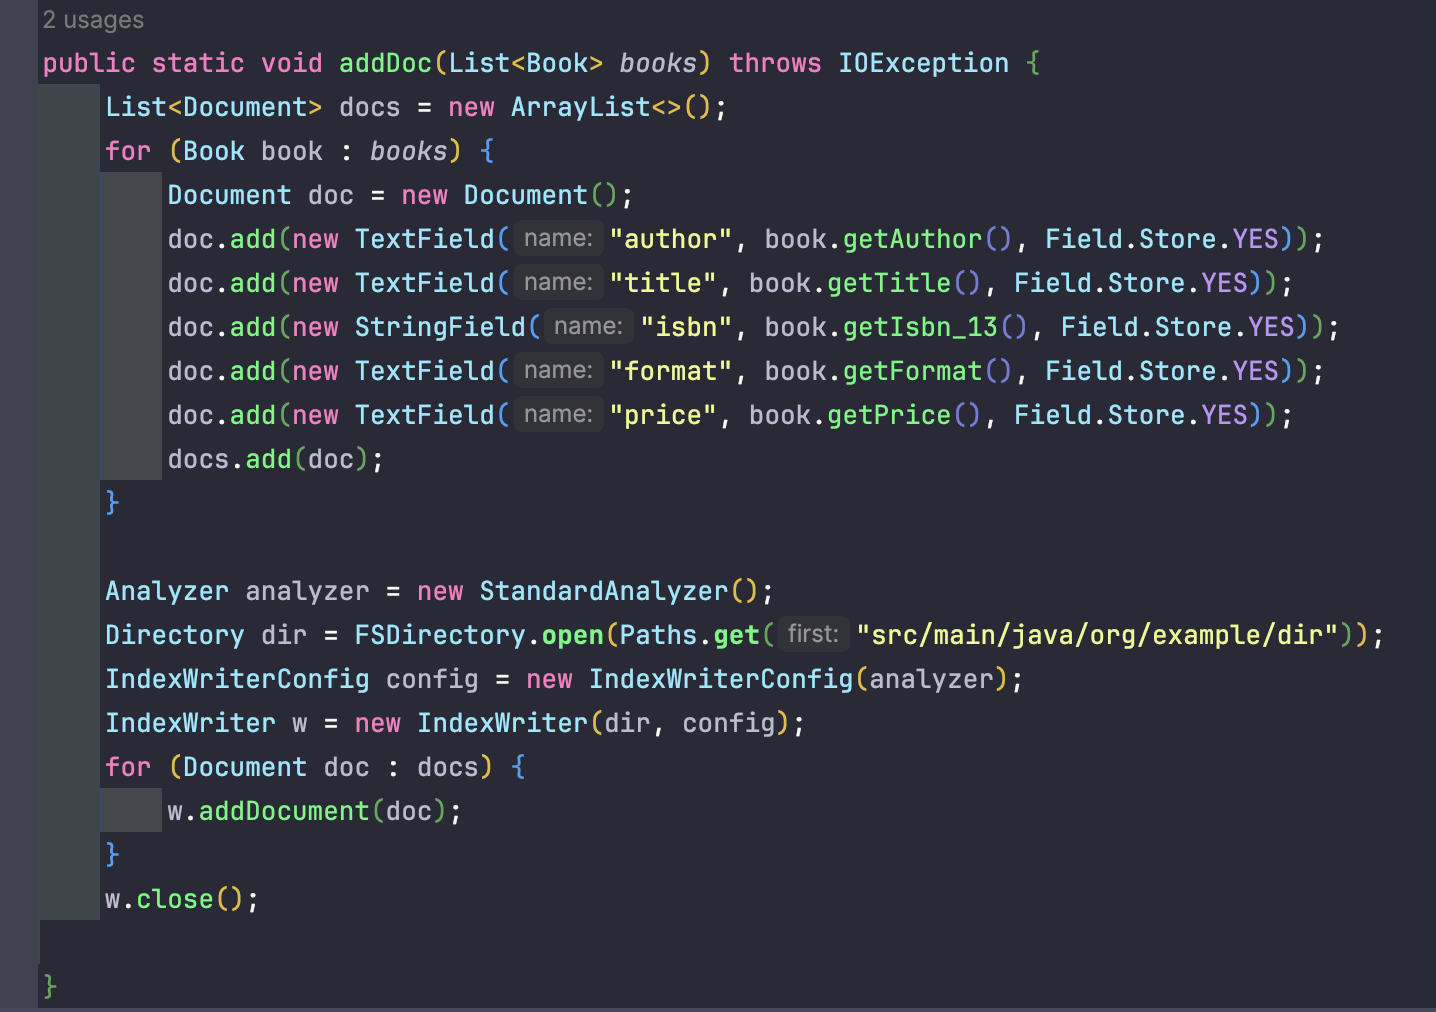 2 usages
public static void addDoc(List<Book> books) throws IOException {
List<Document> docs = new ArrayList<>();
for (Book book : books) {
Document doc = new Document();
doc.add(new TextField( name: "author", book.getAuthor(), Field.Store.YES));
doc.add(new TextField( name: "title", book.getTitle(), Field.Store.YES));
doc.add(new StringField( name: "isbn", book.getIsbn_13(), Field.Store.YES));
doc.add(new TextField( name: "format", book.getFormat(), Field.Store.YES));
doc.add(new TextField( name: "price", book.getPrice(), Field.Store.YES));
docs.add(doc);
}
Analyzer analyzer = new StandardAnalyzer();
Directory dir = FSDirectory.open(Paths.get( first: "src/main/java/org/example/dir"));
IndexWriterConfig config = new IndexWriterConfig(analyzer);
IndexWriter w = new IndexWriter(dir, config);
for (Document doc : docs) {
w.addDocument(doc);
}
w.close();
}